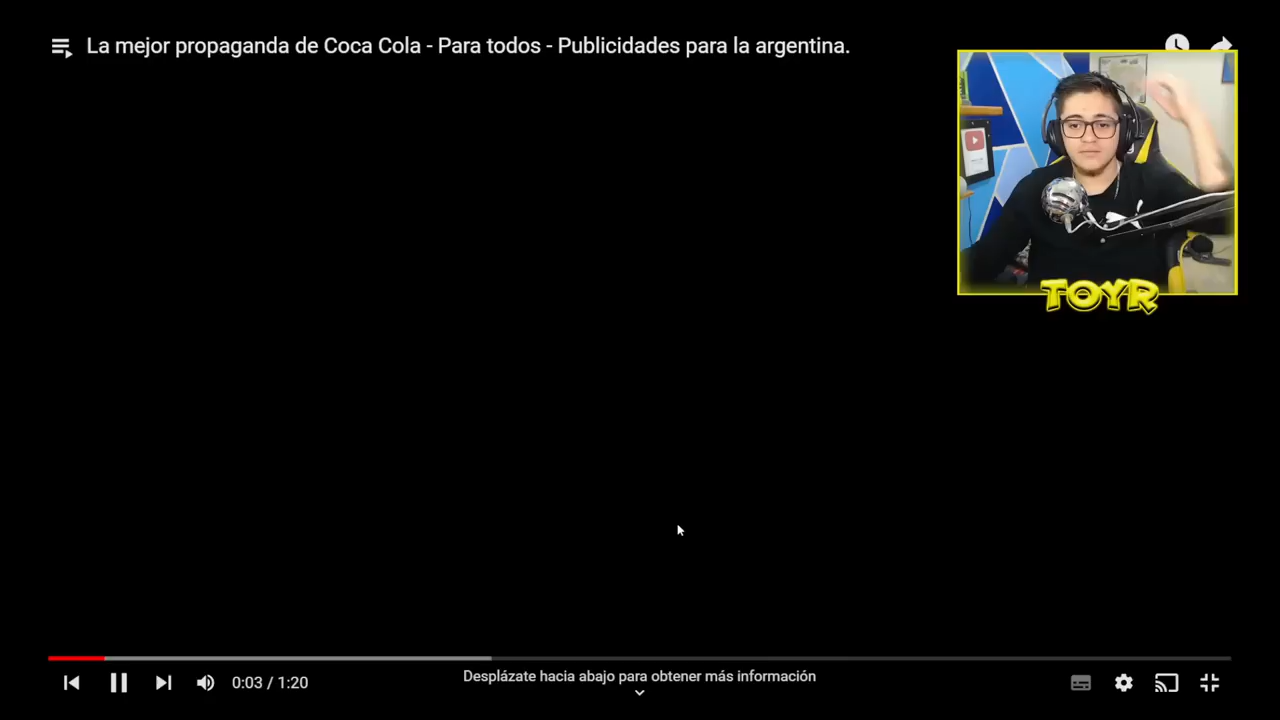 La mejor propaganda de Coca Cola - Para todos - Publicidades para la argentina.
TOYR
Desplázate hacia abajo para obtener más información
0:03 / 1:20